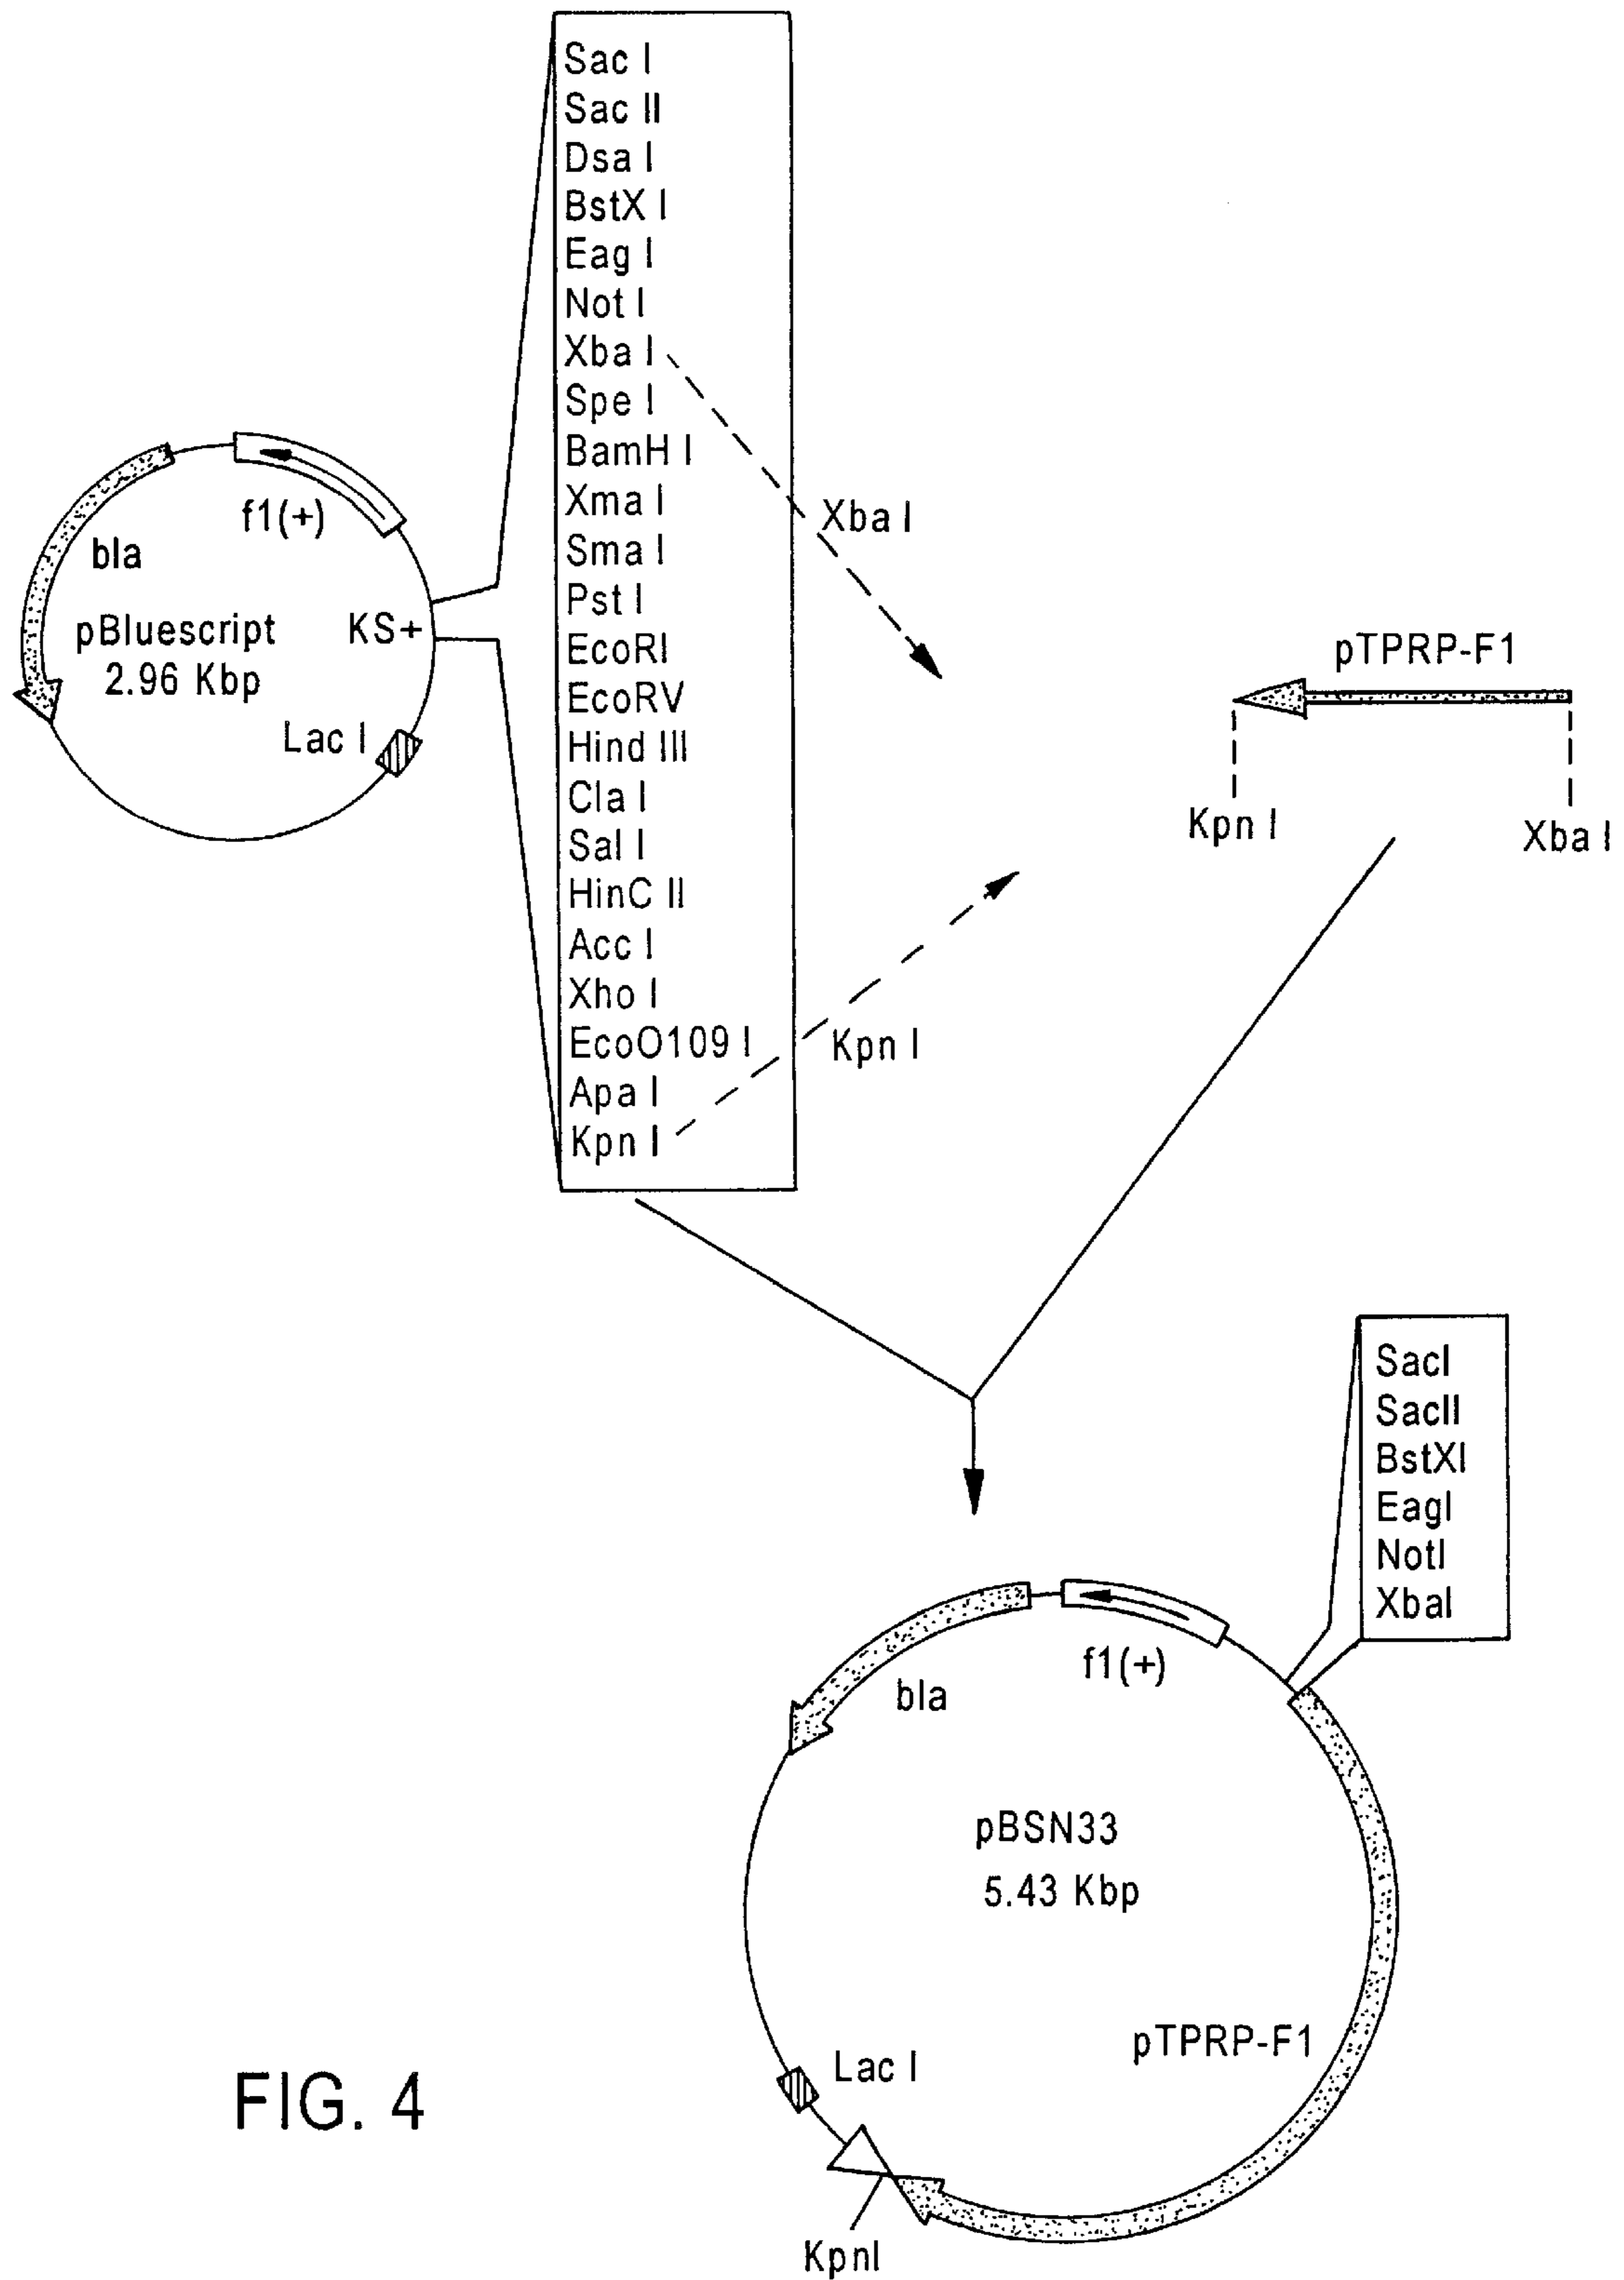 Sac I
Sac II
Dsa I
BstX I
Eag I
Not I
Xba I
Spe I
BamH I
Xma I
Sma I
Pst I
EcoRI
EcoRV
Hind III
Cla I
Sal I
HinC II
Acc I
Xho I
EcoO109 I
Apa I
Kpn I
f1(+)
bla
pBluescript
2.96 Kbp
KS+
Lac I
Xba I
Kpn I
pTPRP-F1
Kpn I
Xba I
SacI
SacII
BstXI
EagI
NotI
XbaI
f1(+)
bla
pBSN33
5.43 Kbp
pTPRP-F1
Lac I
KpnI
FIG. 4